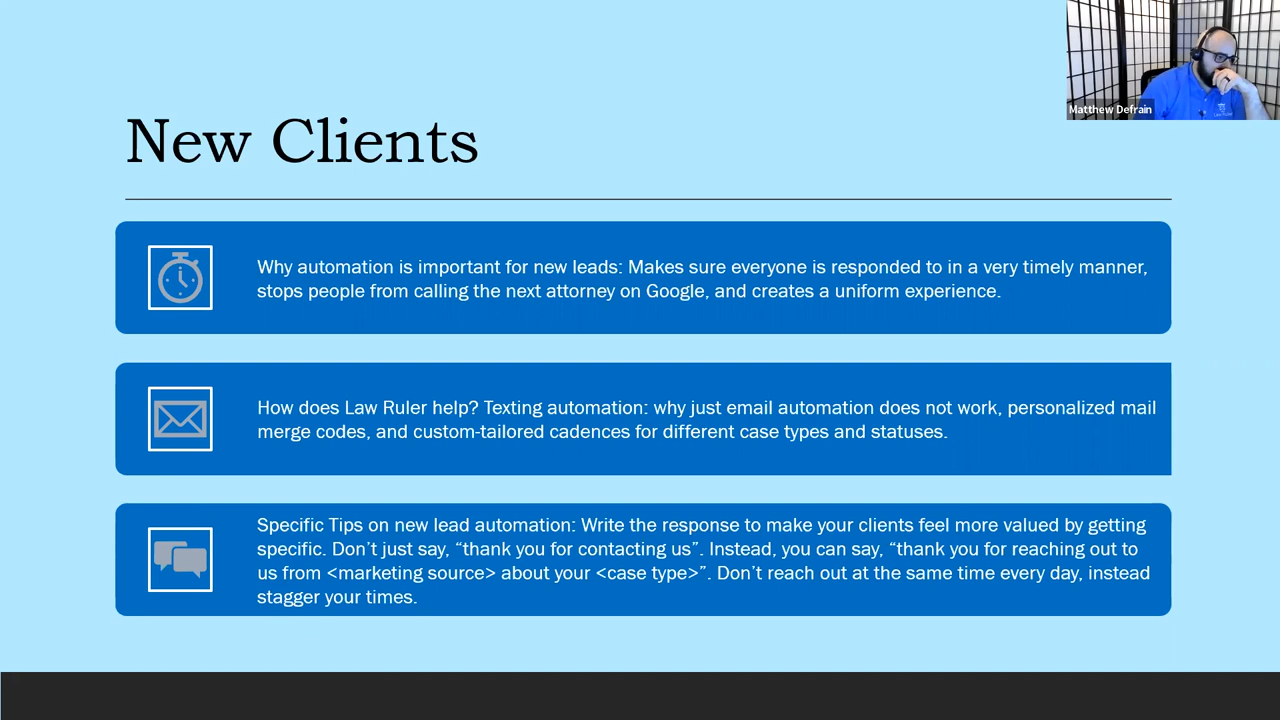 Matthew Defrain
New Clients
Why automation is important for new leads: Makes sure everyone is responded to in a very timely manner,
stops people from calling the next attorney on Google, and creates a uniform experience.
How does Law Ruler help? Texting automation: why just email automation does not work, personalized mail
merge codes, and custom-tailored cadences for different case types and statuses.
Specific Tips on new lead automation: Write the response to make your clients feel more valued by getting
specific. Don’t just say, “thank you for contacting us”. Instead, you can say, “thank you for reaching out to
us from <marketing source> about your <case type>”. Don’t reach out at the same time every day, instead
stagger your times.